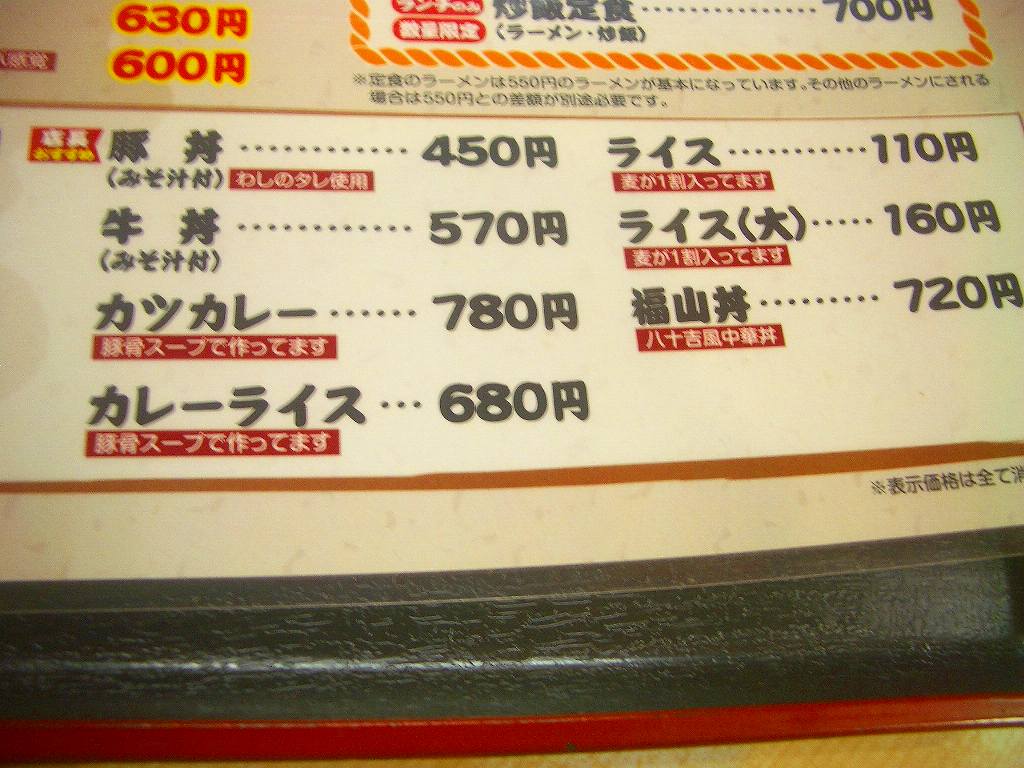 630円
600円
ランチのみ
数量限定
炒飯定食 ･･････････････ 700円
(ラーメン・炒飯)
※定食のラーメンは550円のラーメンが基本になっています。その他のラーメンにされる
場合は550円との差額が別途必要です。
店長
おすすめ
豚 丼 ･････････････ 450円
(みそ汁付) わしのタレ使用
牛 丼 ･････････････ 570円
(みそ汁付)
カツカレー ･･････ 780円
豚骨スープで作ってます
カレーライス ･･･ 680円
豚骨スープで作ってます
ライス ･･･････････ 110円
麦が1割入ってます
ライス(大) ･････ 160円
麦が1割入ってます
福山丼 ･････････ 720円
八十吉風中華丼
※表示価格は全て消